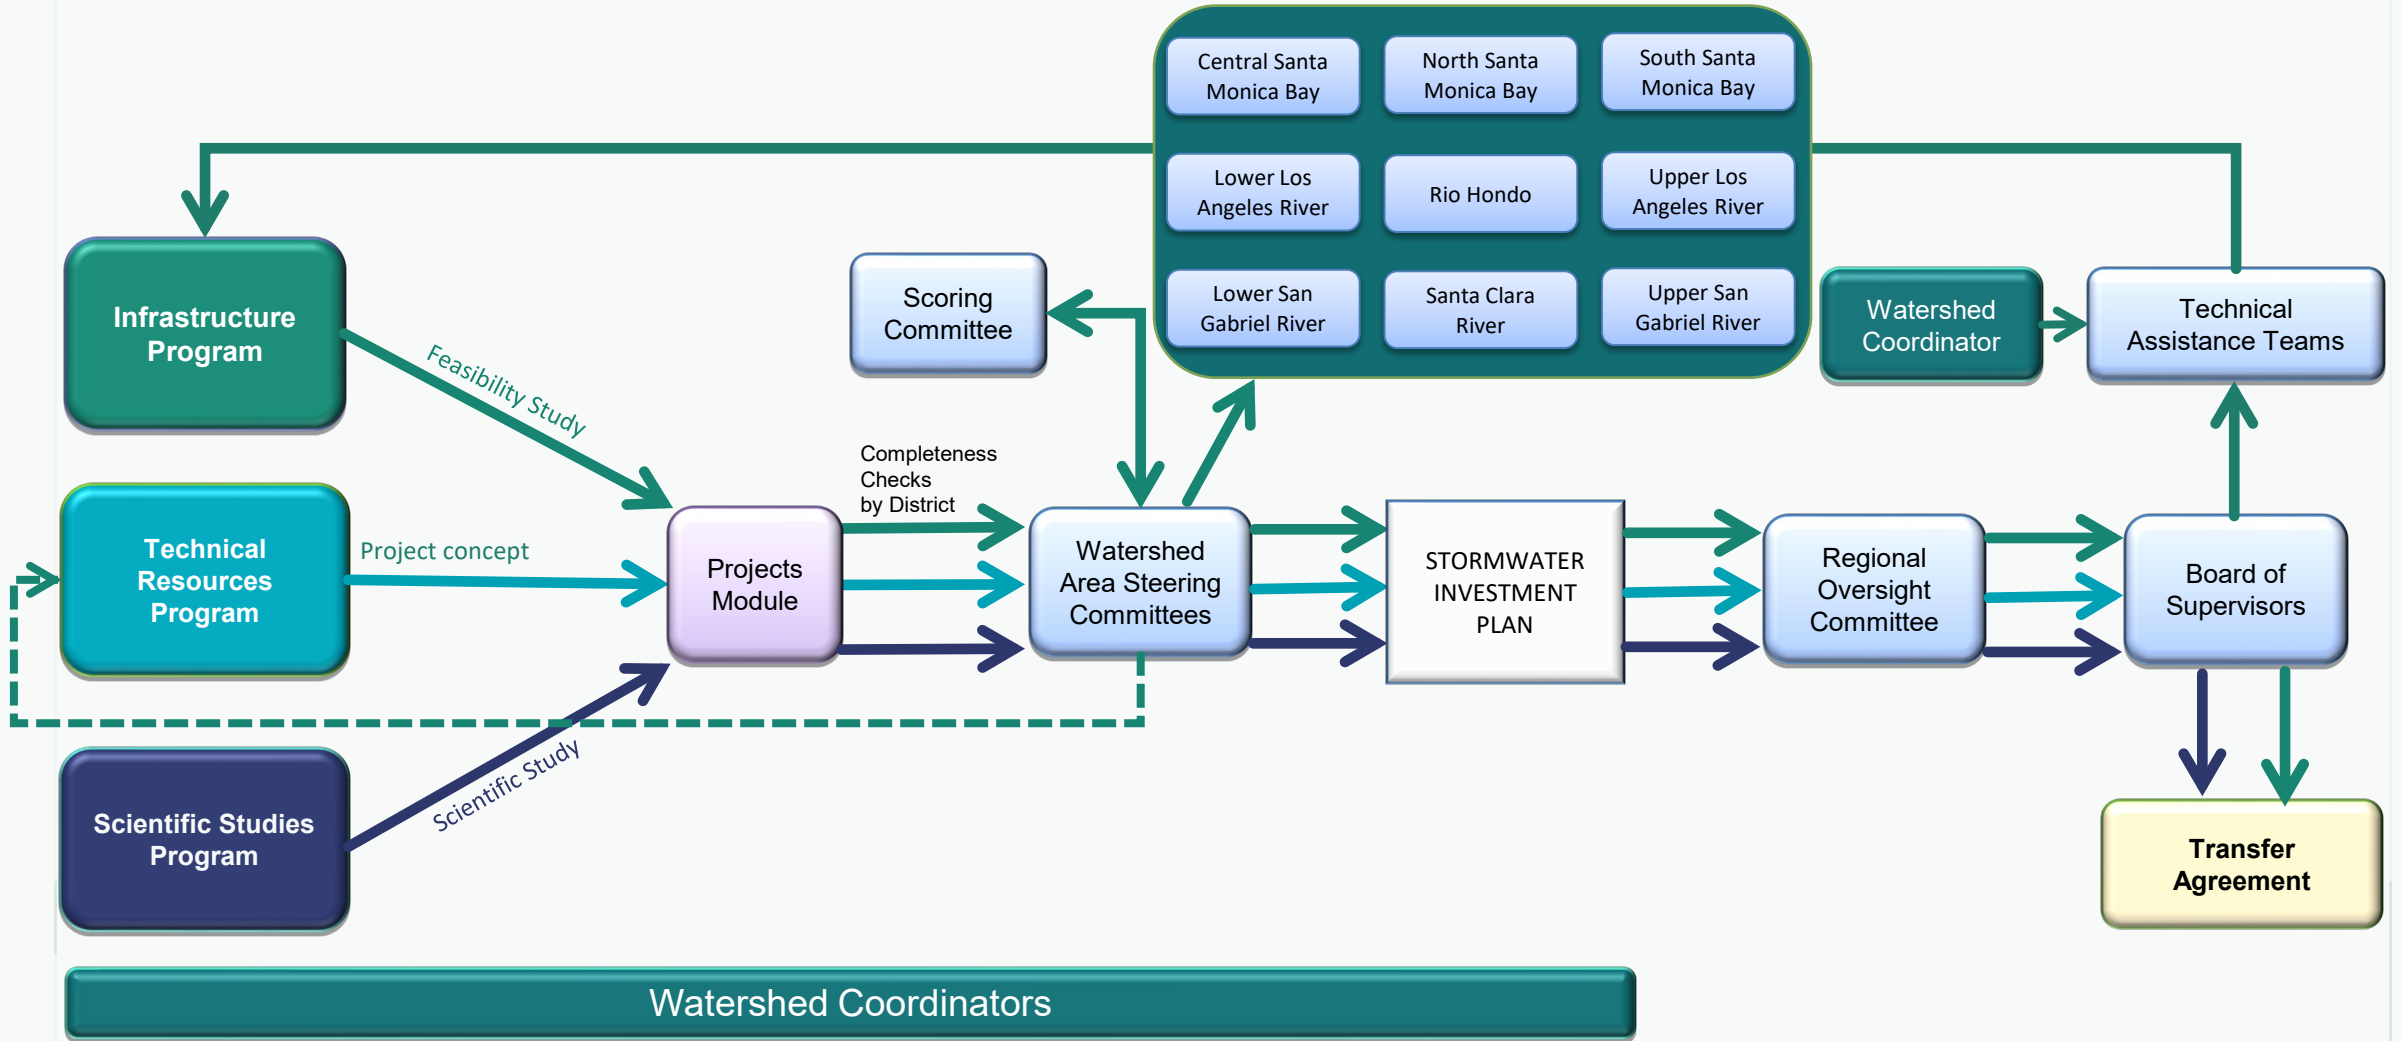 Central Santa
Monica Bay
North Santa
Monica Bay
South Santa
Monica Bay
Lower Los
Angeles River
Rio Hondo
Upper Los
Angeles River
Lower San
Gabriel River
Santa Clara
River
Upper San
Gabriel River
Infrastructure
Program
Feasibility Study
Scoring
Committee
Watershed
Coordinator
Technical
Assistance Teams
Completeness
Checks
by District
Technical
Resources
Program
Project concept
Projects
Module
Watershed
Area Steering
Committees
STORMWATER
INVESTMENT
PLAN
Regional
Oversight
Committee
Board of
Supervisors
Scientific Studies
Program
Scientific Study
Transfer
Agreement
Watershed Coordinators